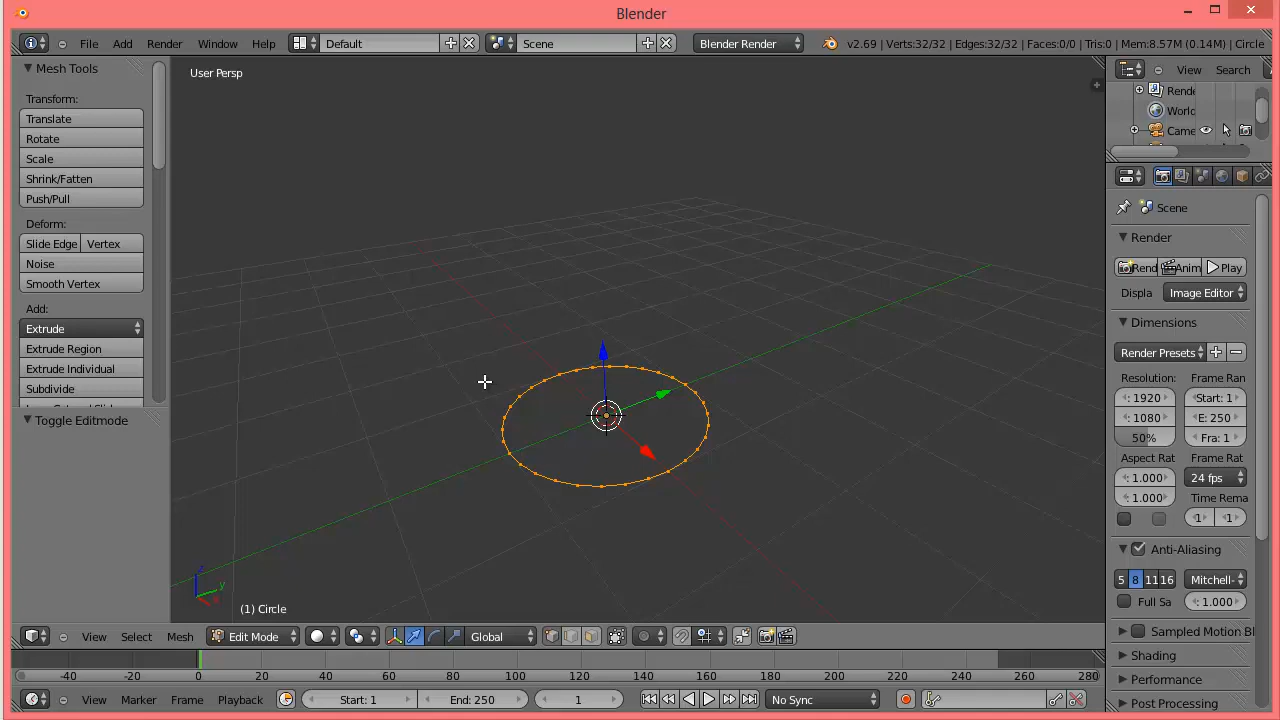 Blender
File Add Render Window Help Default Scene Blender Render v2.69 | Verts:32/32 | Edges:32/32 | Faces:0/0 | Tris:0 | Mem:8.57M (0.14M) | Circle
Mesh Tools
Transform:
Translate
Rotate
Scale
Shrink/Fatten
Push/Pull
Deform:
Slide Edge Vertex
Noise
Smooth Vertex
Add:
Extrude
Extrude Region
Extrude Individual
Subdivide
Toggle Editmode
User Persp
z
y
(1) Circle
View Search
Rende
Worlc
Came
Scene
Render
Rend Anim Play
Displa Image Editor
Dimensions
Render Presets
Resolution: Frame Ran
: 1920 Start: 1
: 1080 E: 250
50% Fra: 1
Aspect Rat Frame Rat
: 1.000 24 fps
: 1.000 Time Rema
1 1
Anti-Aliasing
5 8 11 16 Mitchell-
Full Sa : 1.000
Sampled Motion Bl
Shading
Performance
Post Processing
View Select Mesh Edit Mode Global
-40 -20 0 20 40 60 80 100 120 140 160 180 200 220 240 260 280
View Marker Frame Playback Start: 1 End: 250 1 No Sync